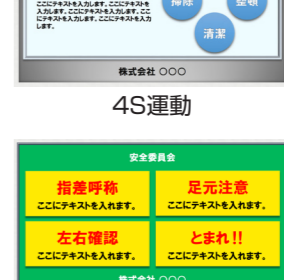 ここにテキストを入力します。ここにテキストを
入力します。ここにテキストを入力します。ここ
にテキストを入力します。ここにテキストを入力
します。
掃除
整頓
清潔
株式会社 〇〇〇
4S運動
安全委員会
指差呼称
ここにテキストを入れます。
足元注意
ここにテキストを入れます。
左右確認
ここにテキストを入れます。
とまれ!!
ここにテキストを入れます。
株式会社 〇〇〇